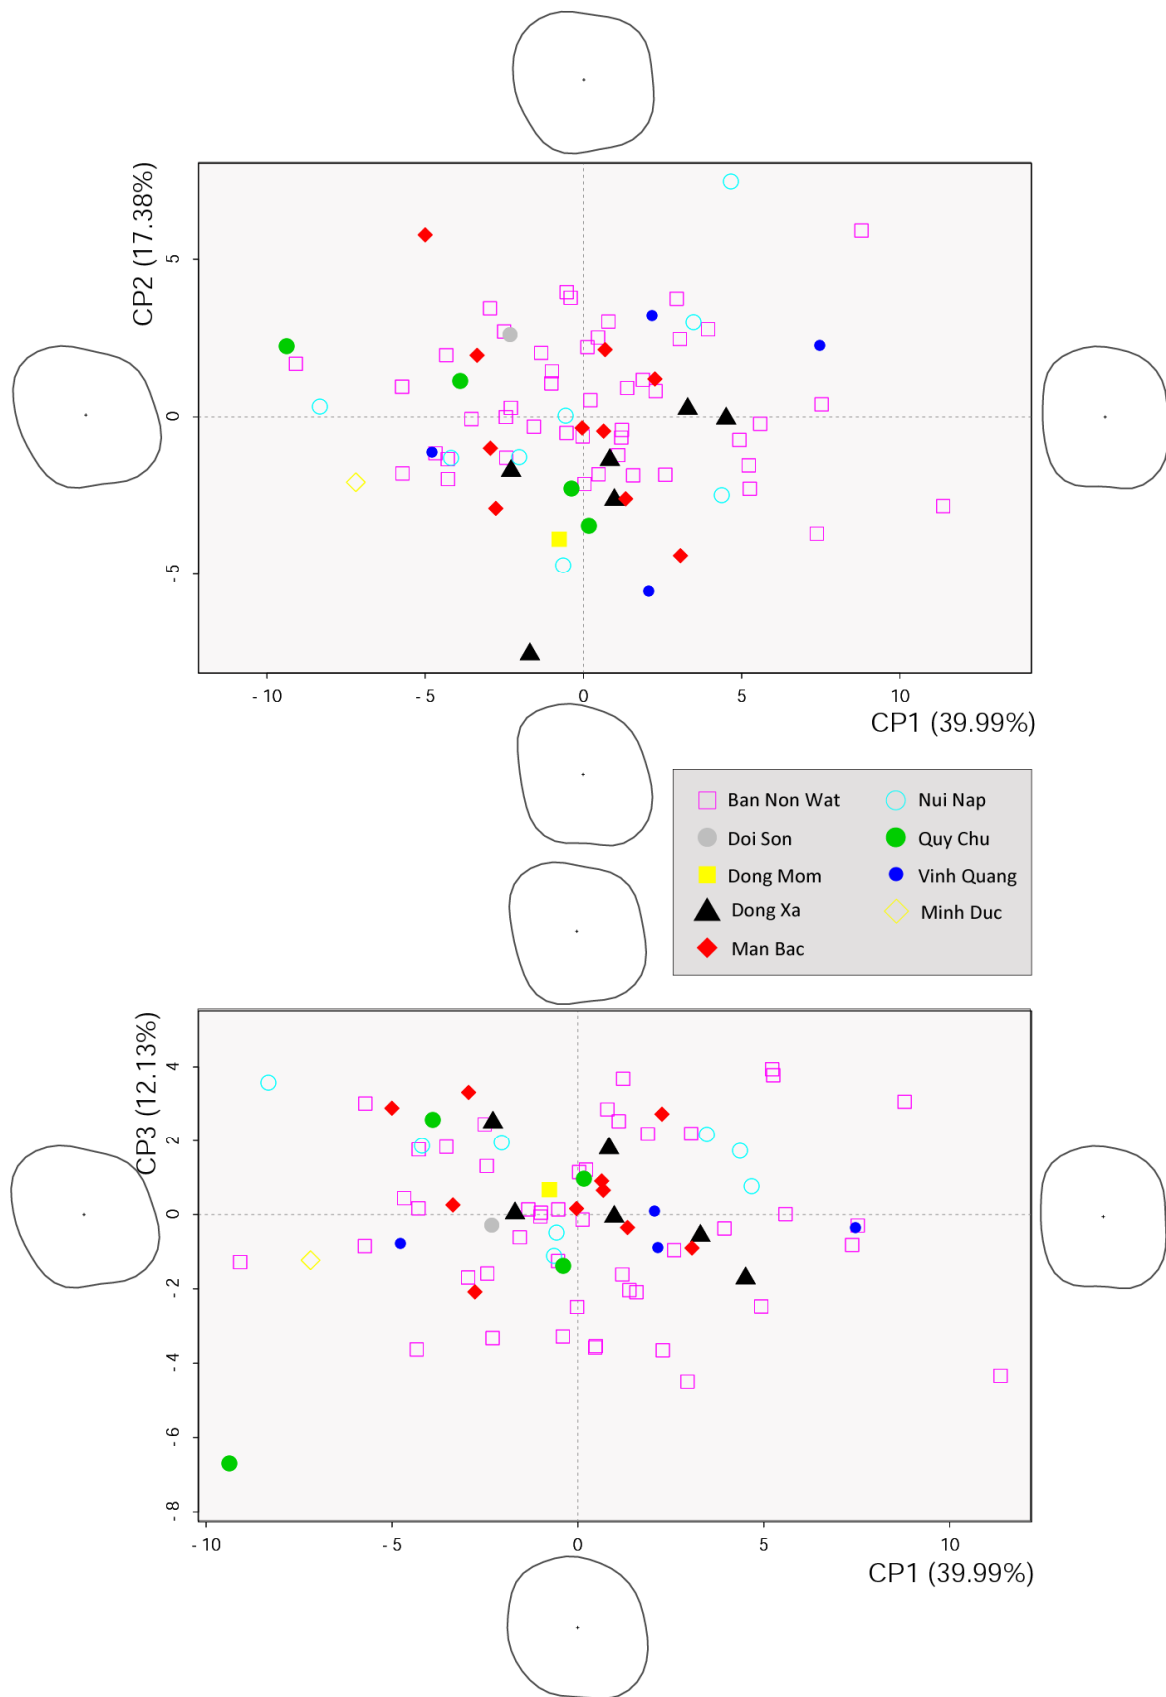 CP2 (17.38%)
5
0
- 5
- 10
- 5
0
5
10
CP1 (39.99%)
Ban Non Wat
Nui Nap
Doi Son
Quy Chu
Dong Mom
Vinh Quang
Dong Xa
Minh Duc
Man Bac
CP3 (12.13%)
4
2
0
- 2
- 4
- 6
- 8
- 10
- 5
0
5
10
CP1 (39.99%)